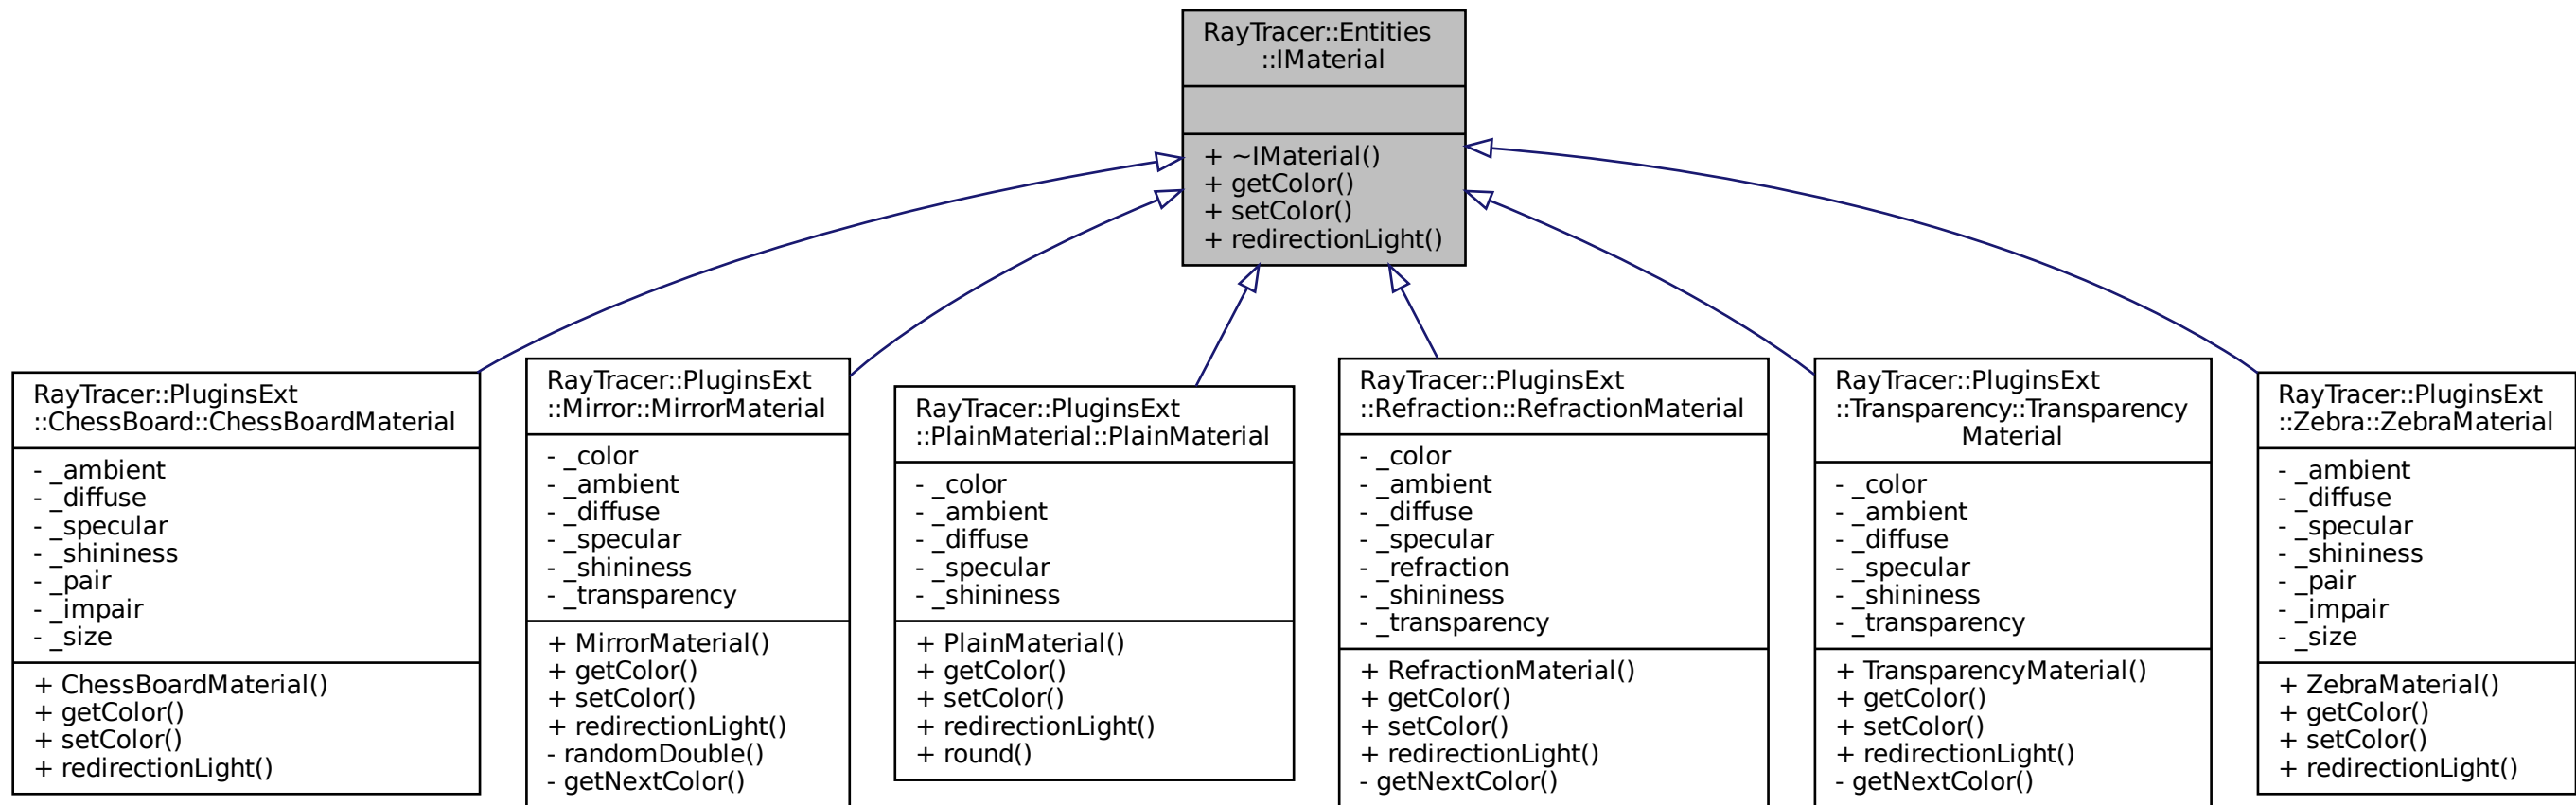 RayTracer::Entities
::IMaterial
+ ~IMaterial()
+ getColor()
+ setColor()
+ redirectionLight()
RayTracer::PluginsExt
::ChessBoard::ChessBoardMaterial
- _ambient
- _diffuse
- _specular
- _shininess
- _pair
- _impair
- _size
+ ChessBoardMaterial()
+ getColor()
+ setColor()
+ redirectionLight()
RayTracer::PluginsExt
::Mirror::MirrorMaterial
- _color
- _ambient
- _diffuse
- _specular
- _shininess
- _transparency
+ MirrorMaterial()
+ getColor()
+ setColor()
+ redirectionLight()
- randomDouble()
- getNextColor()
RayTracer::PluginsExt
::PlainMaterial::PlainMaterial
- _color
- _ambient
- _diffuse
- _specular
- _shininess
+ PlainMaterial()
+ getColor()
+ setColor()
+ redirectionLight()
+ round()
RayTracer::PluginsExt
::Refraction::RefractionMaterial
- _color
- _ambient
- _diffuse
- _specular
- _refraction
- _shininess
- _transparency
+ RefractionMaterial()
+ getColor()
+ setColor()
+ redirectionLight()
- getNextColor()
RayTracer::PluginsExt
::Transparency::Transparency
Material
- _color
- _ambient
- _diffuse
- _specular
- _shininess
- _transparency
+ TransparencyMaterial()
+ getColor()
+ setColor()
+ redirectionLight()
- getNextColor()
RayTracer::PluginsExt
::Zebra::ZebraMaterial
- _ambient
- _diffuse
- _specular
- _shininess
- _pair
- _impair
- _size
+ ZebraMaterial()
+ getColor()
+ setColor()
+ redirectionLight()